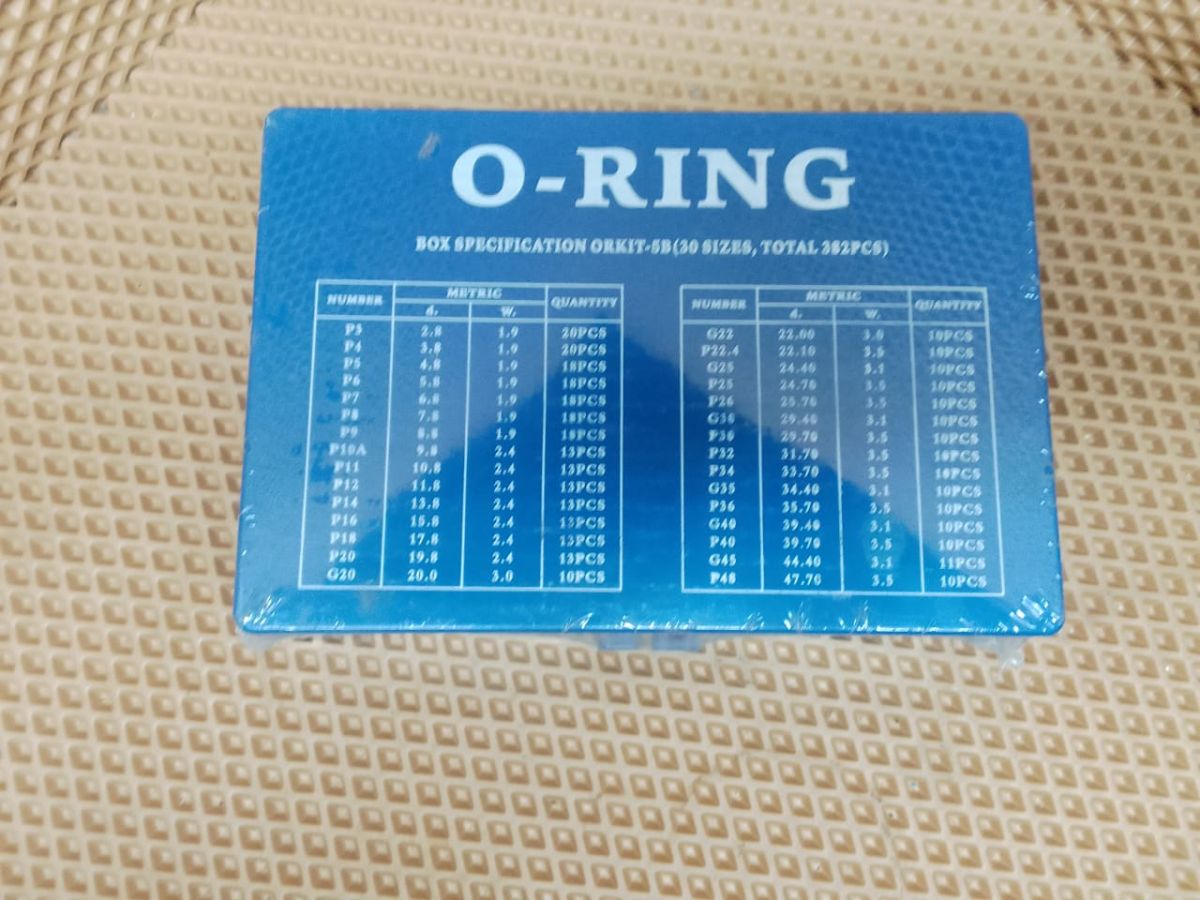 O-RING
BOX SPECIFICATION ORKIT-5B(30 SIZES, TOTAL 382PCS)
NUMBER METRIC QUANTITY
d. W.
P3 2.8 1.9 20PCS
P4 3.8 1.9 20PCS
P5 4.8 1.9 18PCS
P6 5.8 1.9 18PCS
P7 6.8 1.9 18PCS
P8 7.8 1.9 18PCS
P9 8.8 1.9 18PCS
P10A 9.8 2.4 13PCS
P11 10.8 2.4 13PCS
P12 11.8 2.4 13PCS
P14 13.8 2.4 13PCS
P16 15.8 2.4 13PCS
P18 17.8 2.4 13PCS
P20 19.8 2.4 13PCS
G20 20.0 3.0 10PCS
NUMBER METRIC QUANTITY
d. W.
G22 22.00 3.0 10PCS
P22.4 22.10 3.5 10PCS
G25 24.40 3.1 10PCS
P25 24.70 3.5 10PCS
P26 25.70 3.5 10PCS
G30 29.40 3.1 10PCS
P30 29.70 3.5 10PCS
P32 31.70 3.5 10PCS
P34 33.70 3.5 10PCS
G35 34.40 3.1 10PCS
P36 35.70 3.5 10PCS
G40 39.40 3.1 10PCS
P40 39.70 3.5 10PCS
G45 44.40 3.1 11PCS
P48 47.70 3.5 10PCS